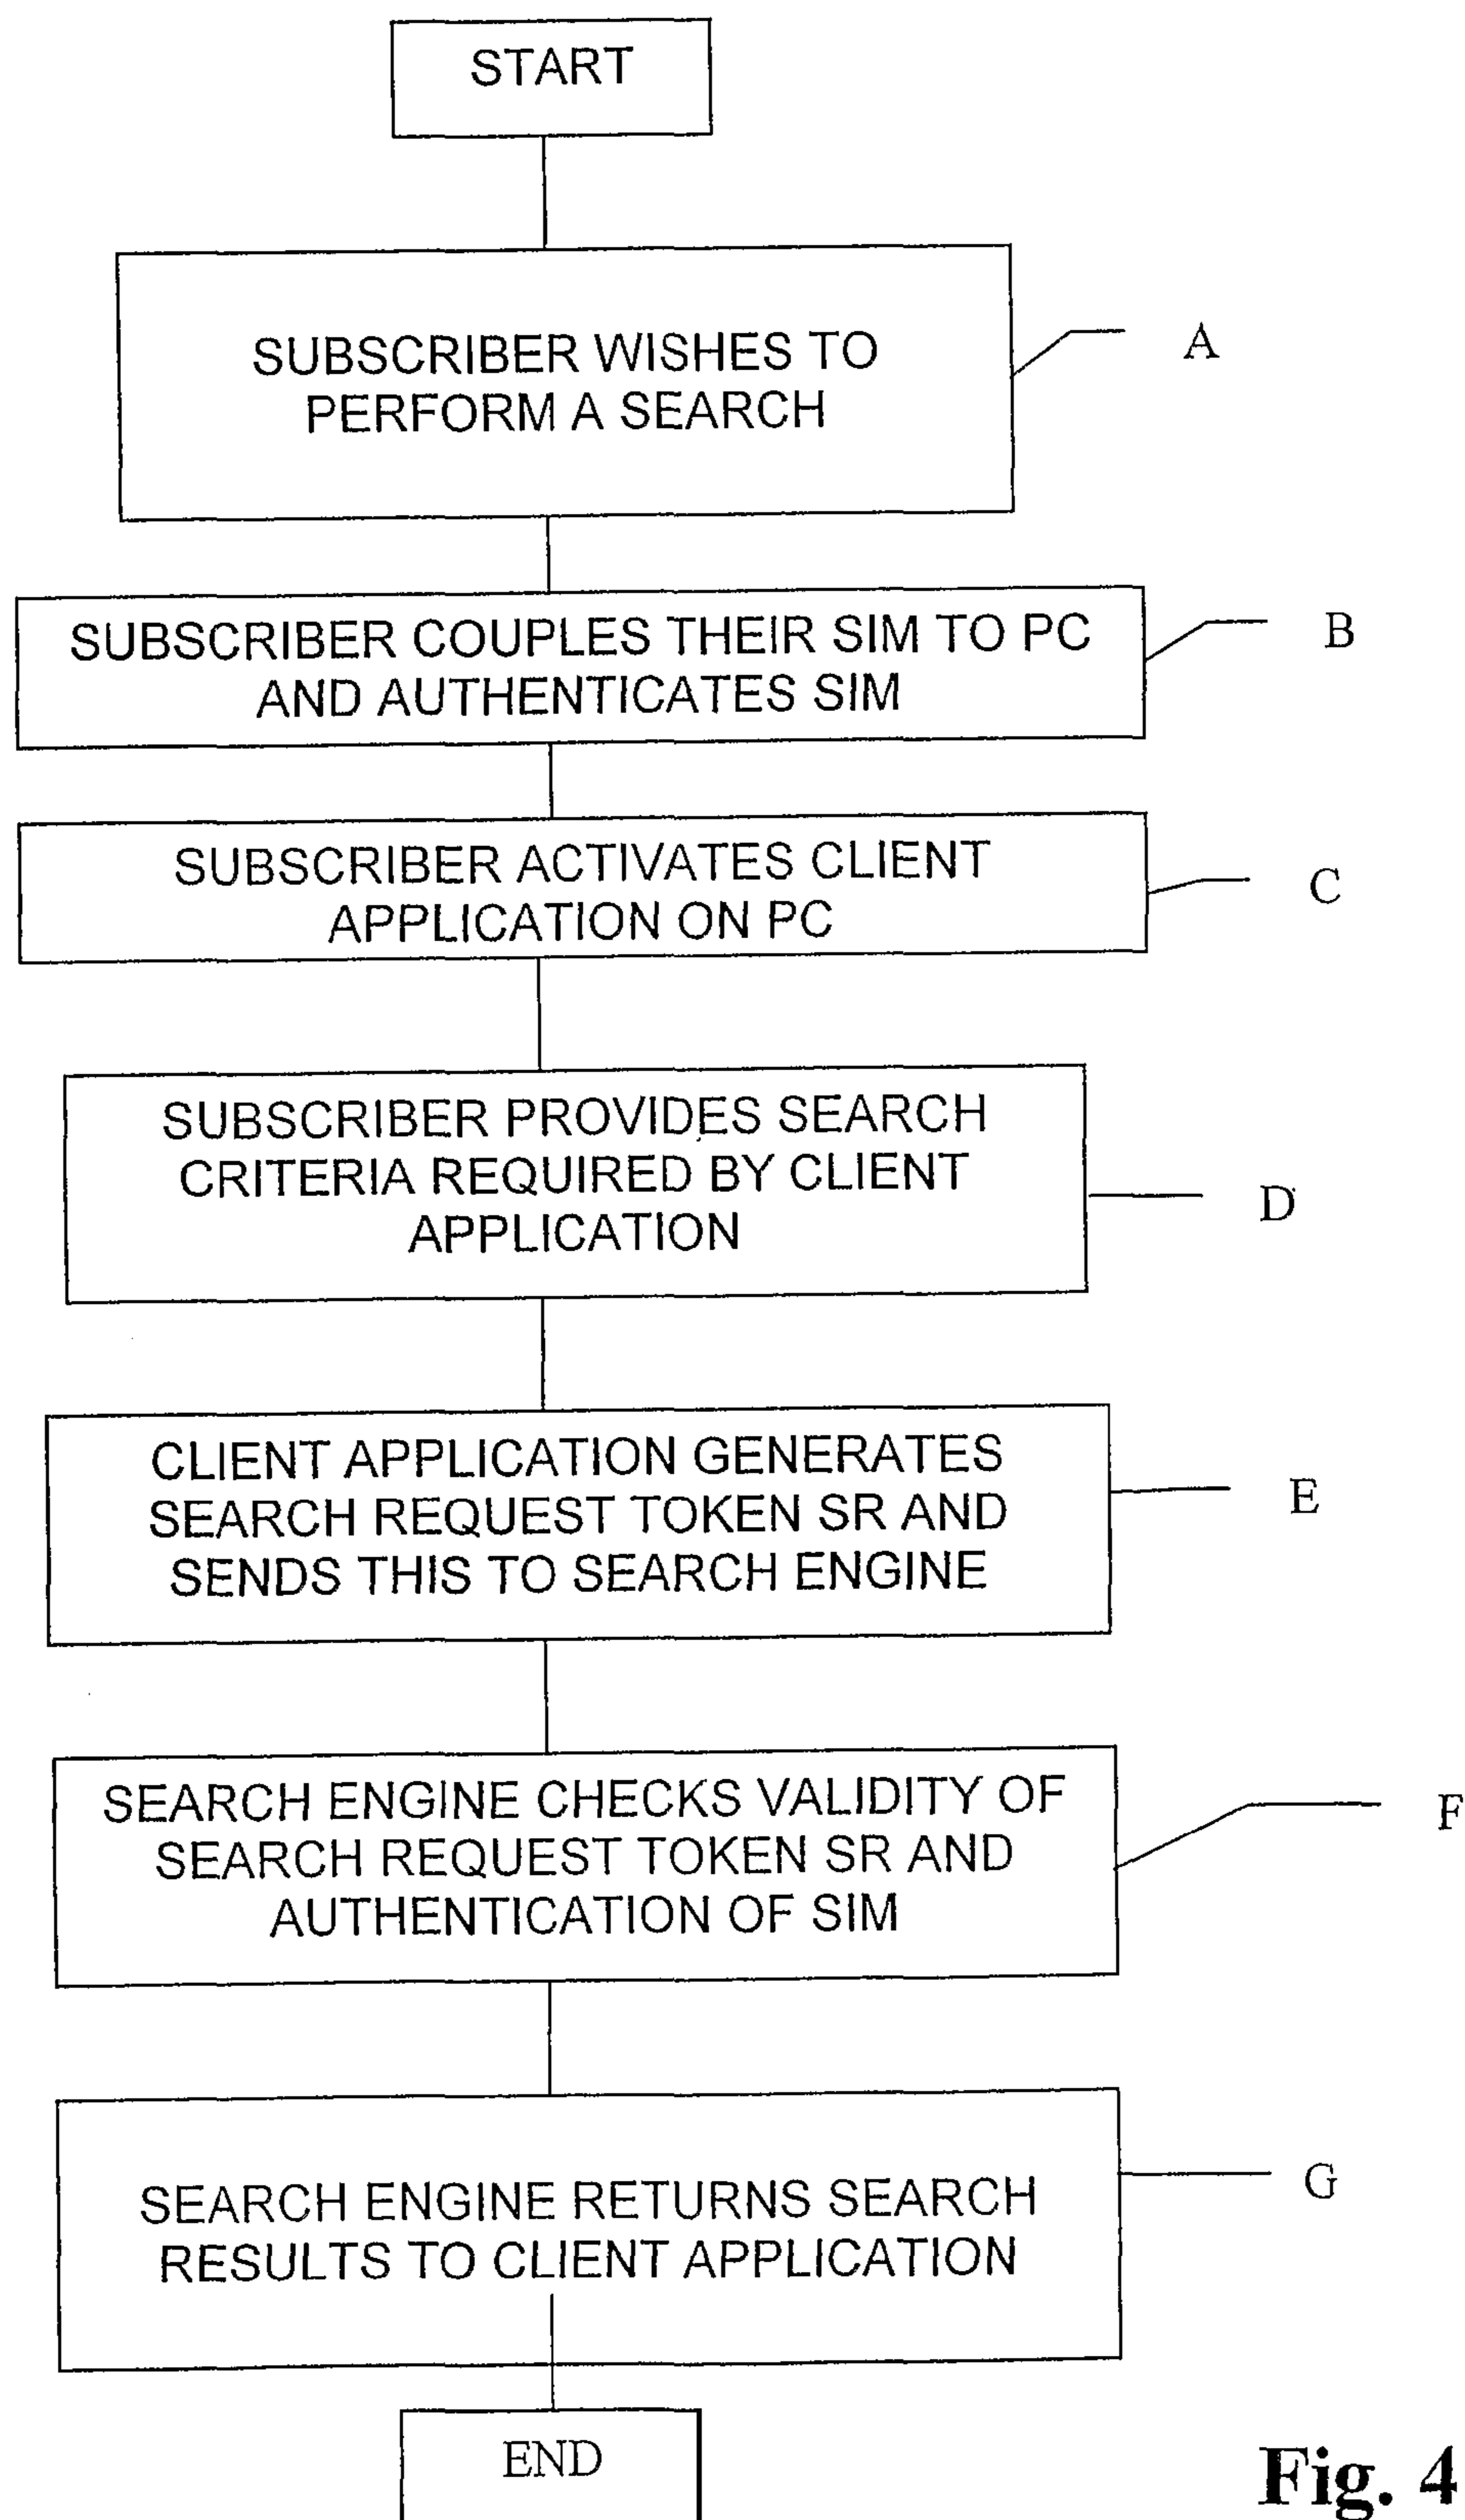 START
SUBSCRIBER WISHES TO
PERFORM A SEARCH
A
SUBSCRIBER COUPLES THEIR SIM TO PC
AND AUTHENTICATES SIM
B
SUBSCRIBER ACTIVATES CLIENT
APPLICATION ON PC
C
SUBSCRIBER PROVIDES SEARCH
CRITERIA REQUIRED BY CLIENT
APPLICATION
D
CLIENT APPLICATION GENERATES
SEARCH REQUEST TOKEN SR AND
SENDS THIS TO SEARCH ENGINE
E
SEARCH ENGINE CHECKS VALIDITY OF
SEARCH REQUEST TOKEN SR AND
AUTHENTICATION OF SIM
F
SEARCH ENGINE RETURNS SEARCH
RESULTS TO CLIENT APPLICATION
G
END
Fig. 4